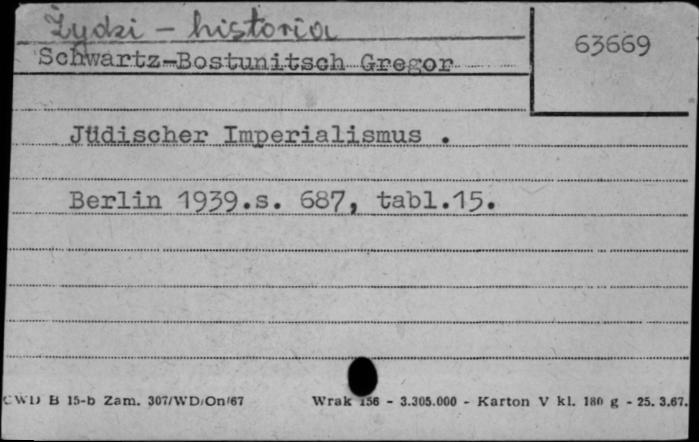 Żydzi - historia
63669
Schwartz-Bostunitsch Gregor
Jüdischer Imperialismus .
Berlin 1939.s. 687, tabl.15.
CWD B 15-b Zam. 307/WD/On/67 Wrak 156 - 3.305.000 - Karton V kl. 180 g - 25. 3.67.